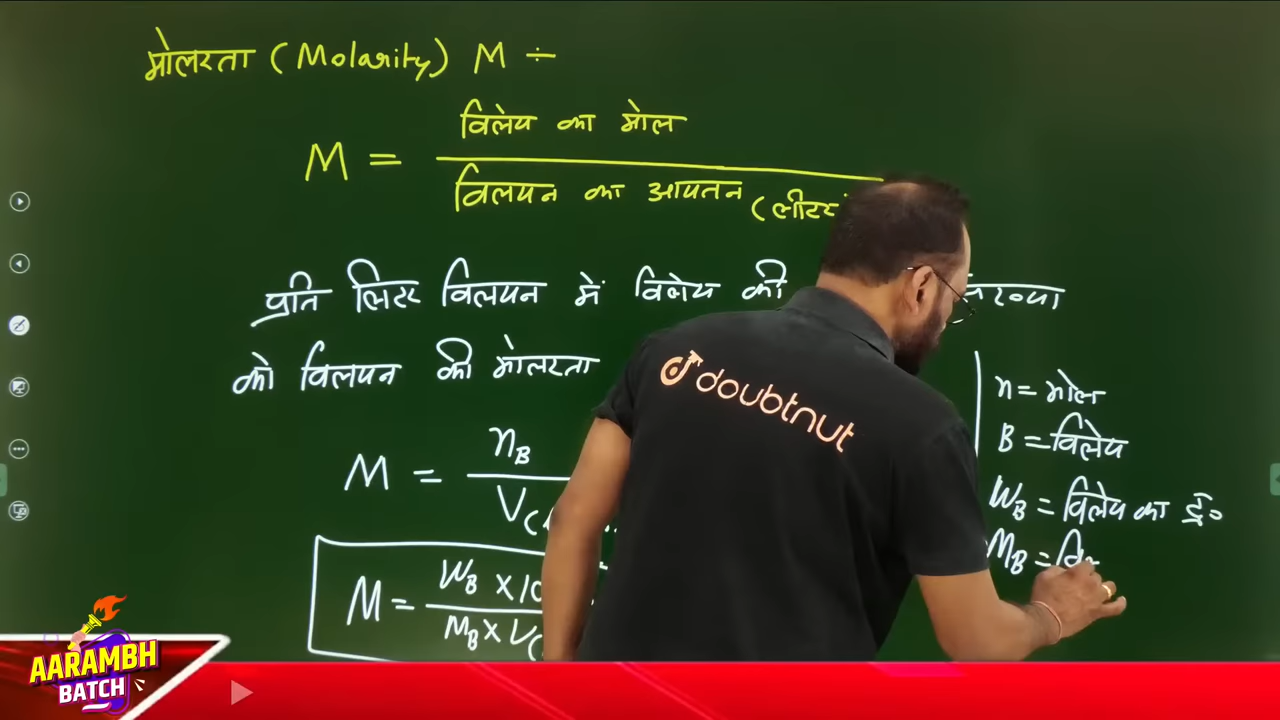 मोलरता (Molarity) M ÷
विलेय का मोल
M =
विलयन का आयतन (लीटर
प्रति लिटर विलयन में विलेय की
को विलयन की मोलरता
n = मोल
B = विलेय
W_B = विलेय का द्र०
M_B = वि
M = n_B
V(
M = W_B × 10
M_B × V(
doubtnut
AARAMBH
BATCH